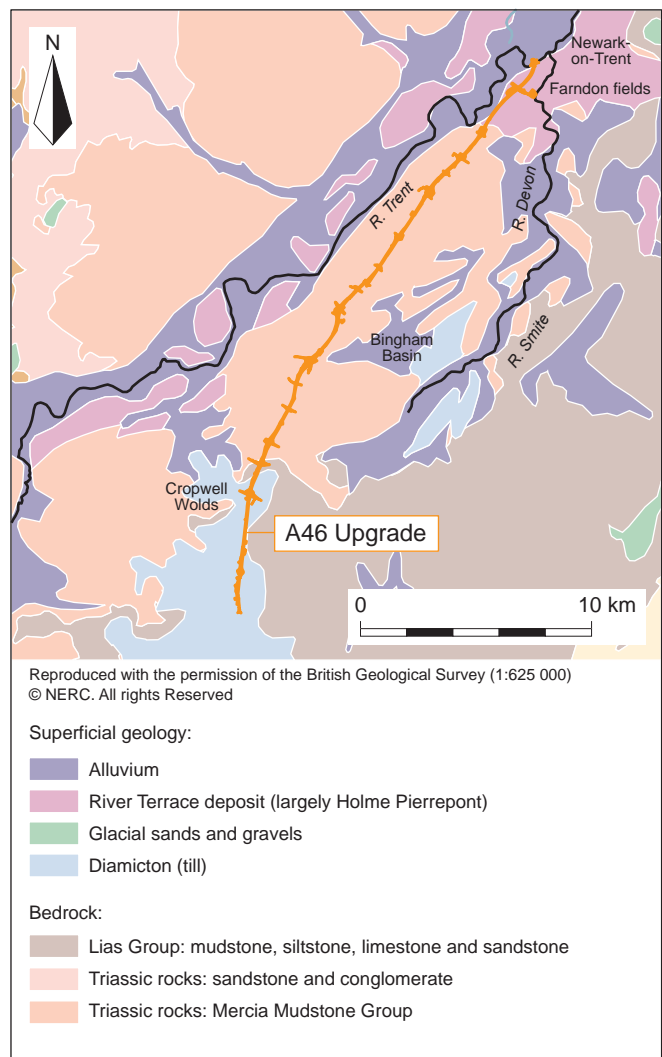 N
Newark-
on-Trent
Farndon fields
R. Trent
R. Devon
Bingham
Basin
R. Smite
Cropwell
Wolds
A46 Upgrade
0
10 km
Reproduced with the permission of the British Geological Survey (1:625 000)
© NERC. All rights Reserved
Superficial geology:
Alluvium
River Terrace deposit (largely Holme Pierrepont)
Glacial sands and gravels
Diamicton (till)
Bedrock:
Lias Group: mudstone, siltstone, limestone and sandstone
Triassic rocks: sandstone and conglomerate
Triassic rocks: Mercia Mudstone Group